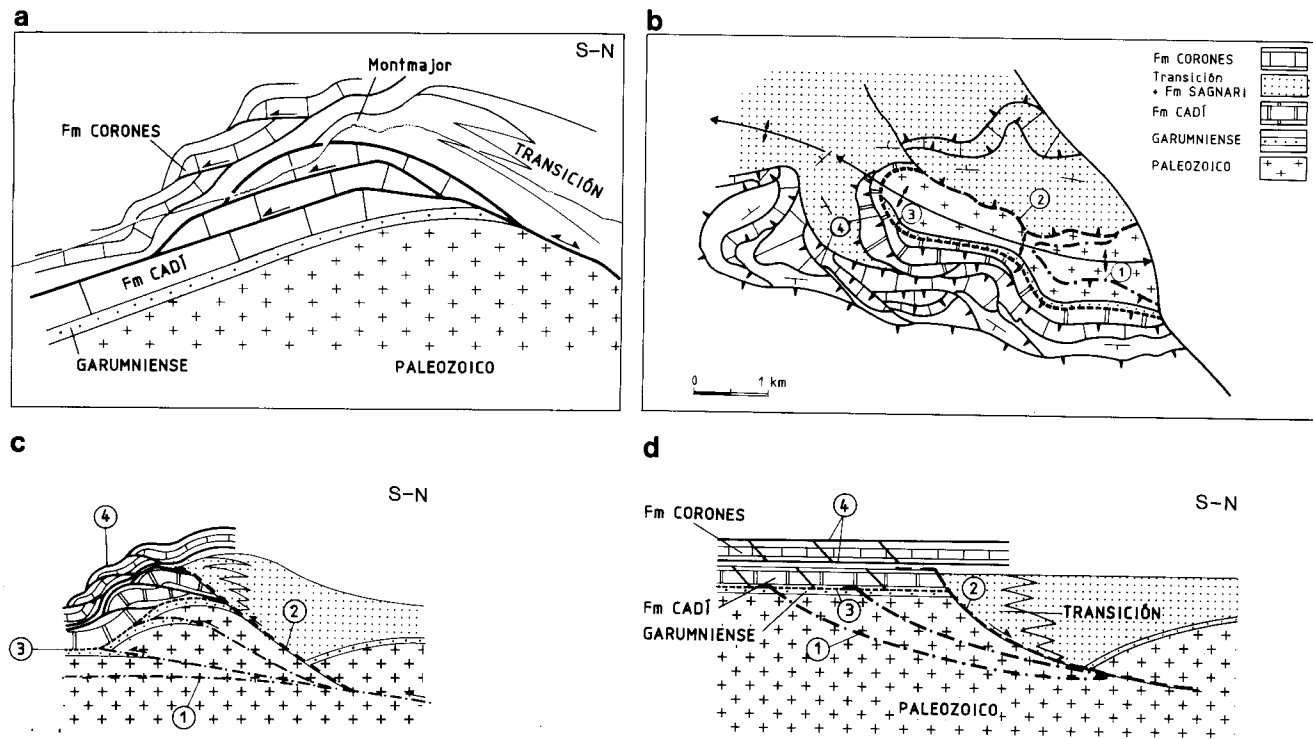 a
S-N
Montmajor
Fm CORONES
TRANSICIÓN
Fm CADÍ
GARUMNIENSE
PALEOZOICO
b
Fm CORONES
Transición
+ Fm SAGNARI
Fm CADÍ
GARUMNIENSE
PALEOZOICO
2
3
4
1
0 1 km
c
S-N
4
2
3
1
d
S-N
4
Fm CORONES
2
Fm CADÍ
3
TRANSICIÓN
GARUMNIENSE
1
PALEOZOICO